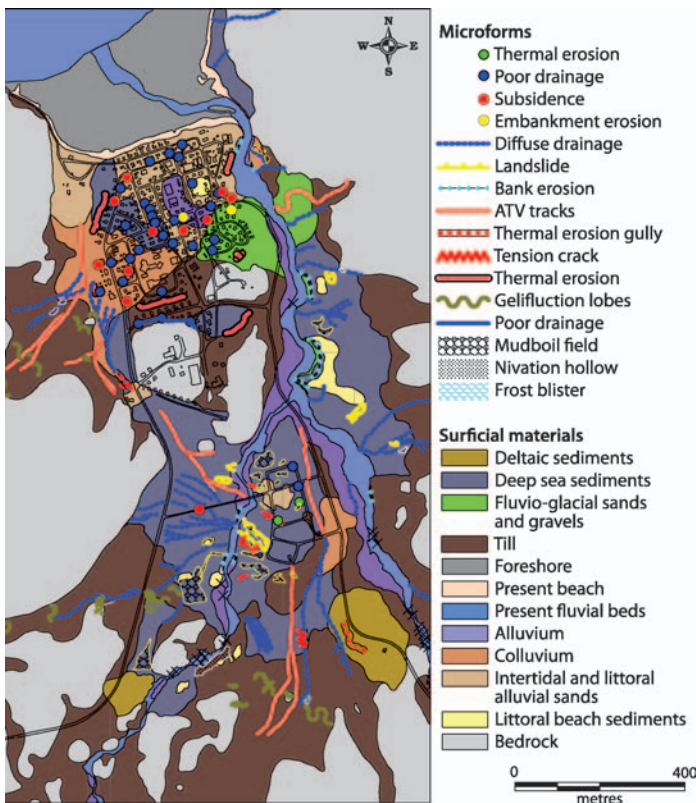 N
W E
S
Microforms
Thermal erosion
Poor drainage
Subsidence
Embankment erosion
Diffuse drainage
Landslide
Bank erosion
ATV tracks
Thermal erosion gully
Tension crack
Thermal erosion
Gelifluction lobes
Poor drainage
Mudboil field
Nivation hollow
Frost blister
Surficial materials
Deltaic sediments
Deep sea sediments
Fluvio-glacial sands
and gravels
Till
Foreshore
Present beach
Present fluvial beds
Alluvium
Colluvium
Intertidal and littoral
alluvial sands
Littoral beach sediments
Bedrock
0 400
metres